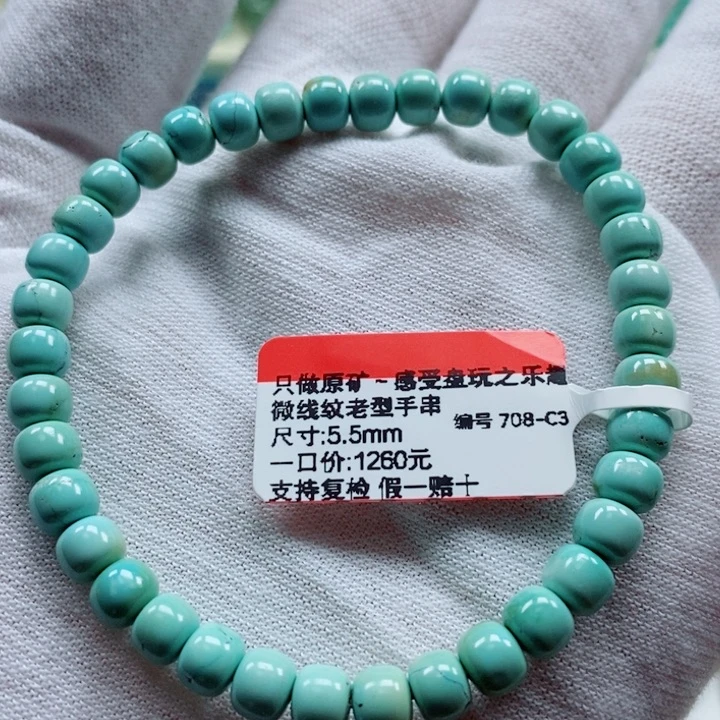 只做原矿~感受盘玩之乐趣
微线纹老型手串
编号 708-C3
尺寸:5.5mm
一口价:1260元
支持复检 假一赔十